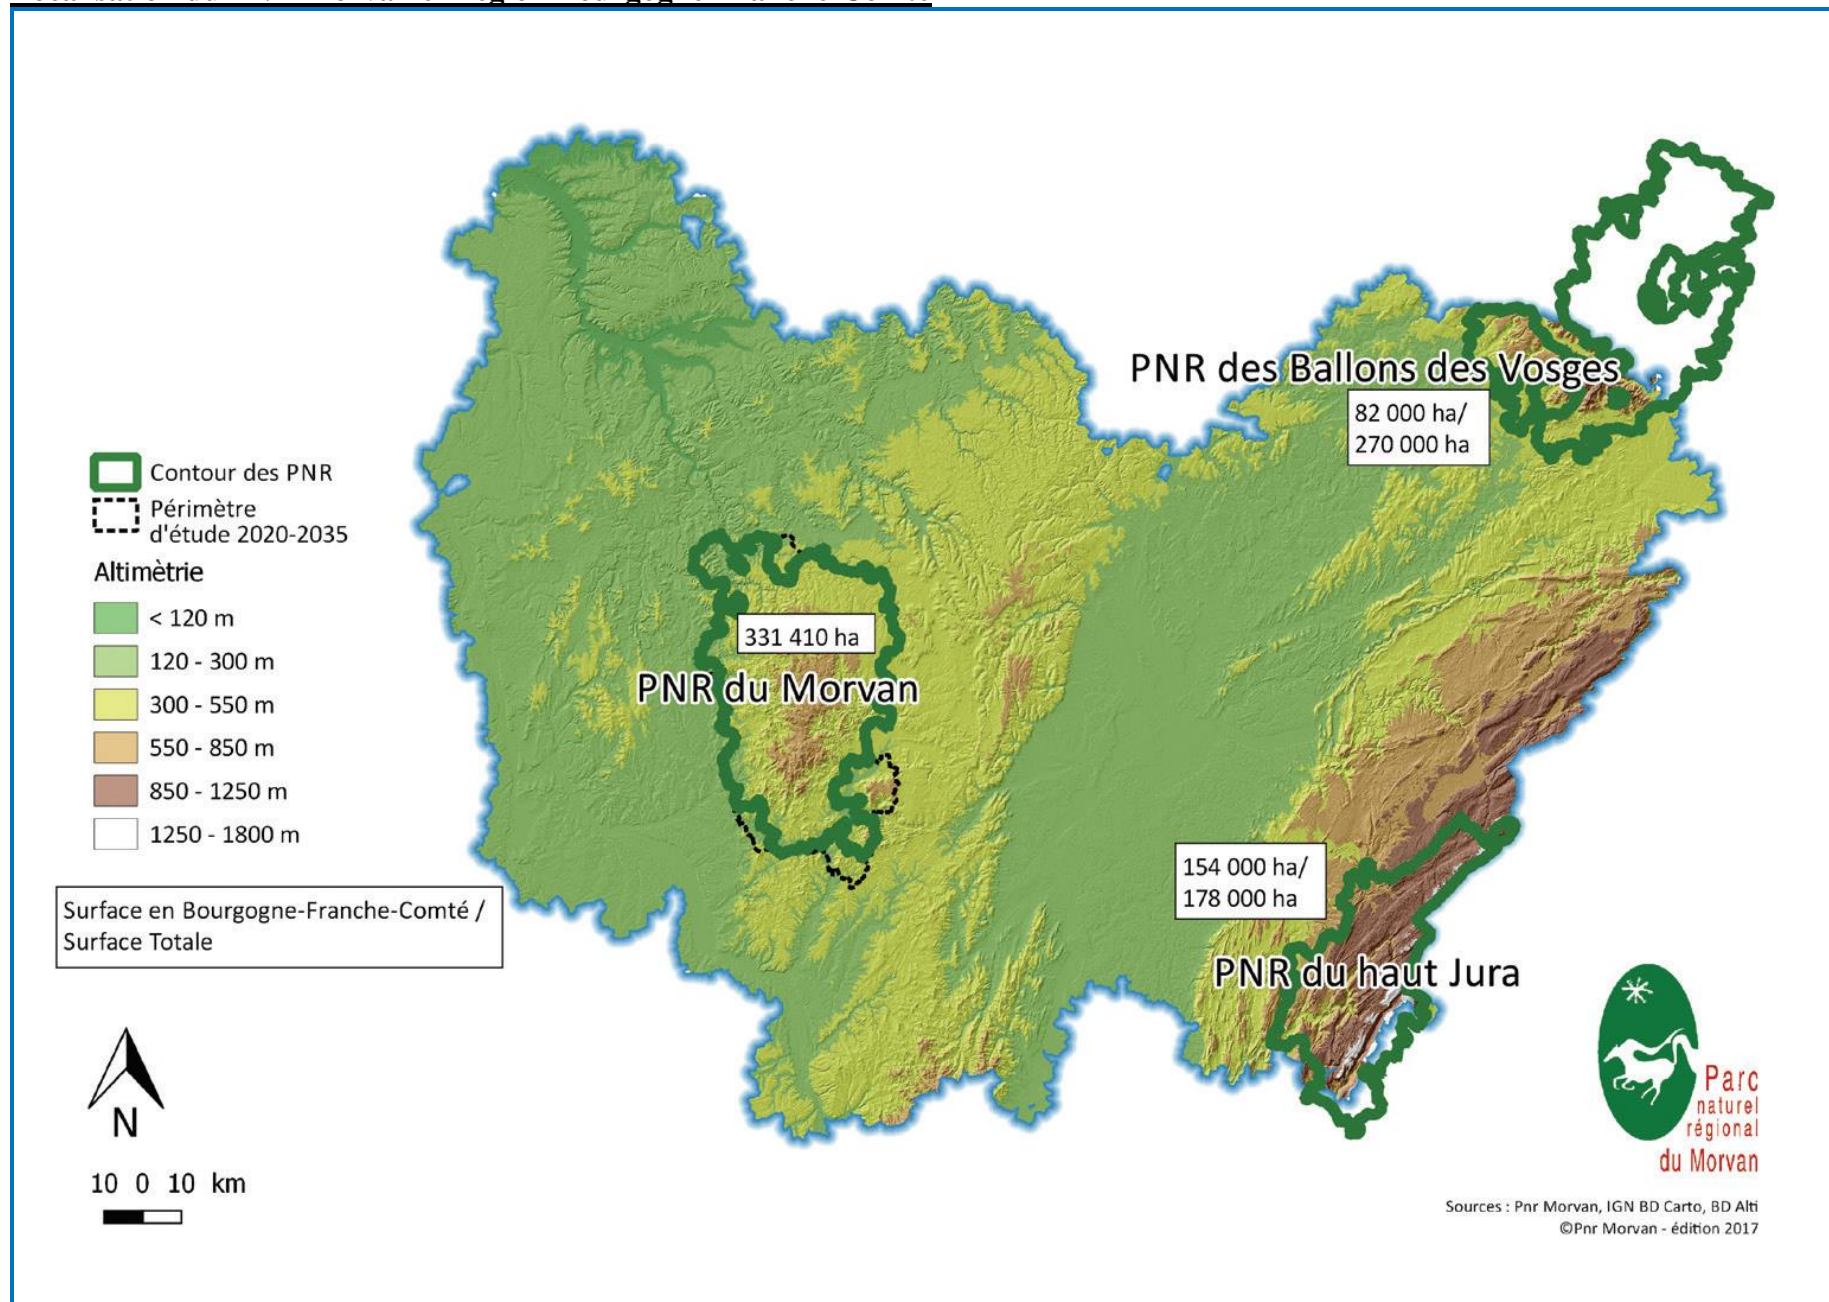 PNR des Ballons des Vosges
82 000 ha/
270 000 ha
Contour des PNR
Périmètre
d'étude 2020-2035
Altimètrie
< 120 m
120 - 300 m
300 - 550 m
550 - 850 m
850 - 1250 m
1250 - 1800 m
331 410 ha
PNR du Morvan
154 000 ha/
178 000 ha
PNR du haut Jura
Surface en Bourgogne-Franche-Comté /
Surface Totale
N
10 0 10 km
Parc
naturel
régional
du Morvan
Sources : Pnr Morvan, IGN BD Carto, BD Alti
©Pnr Morvan - édition 2017